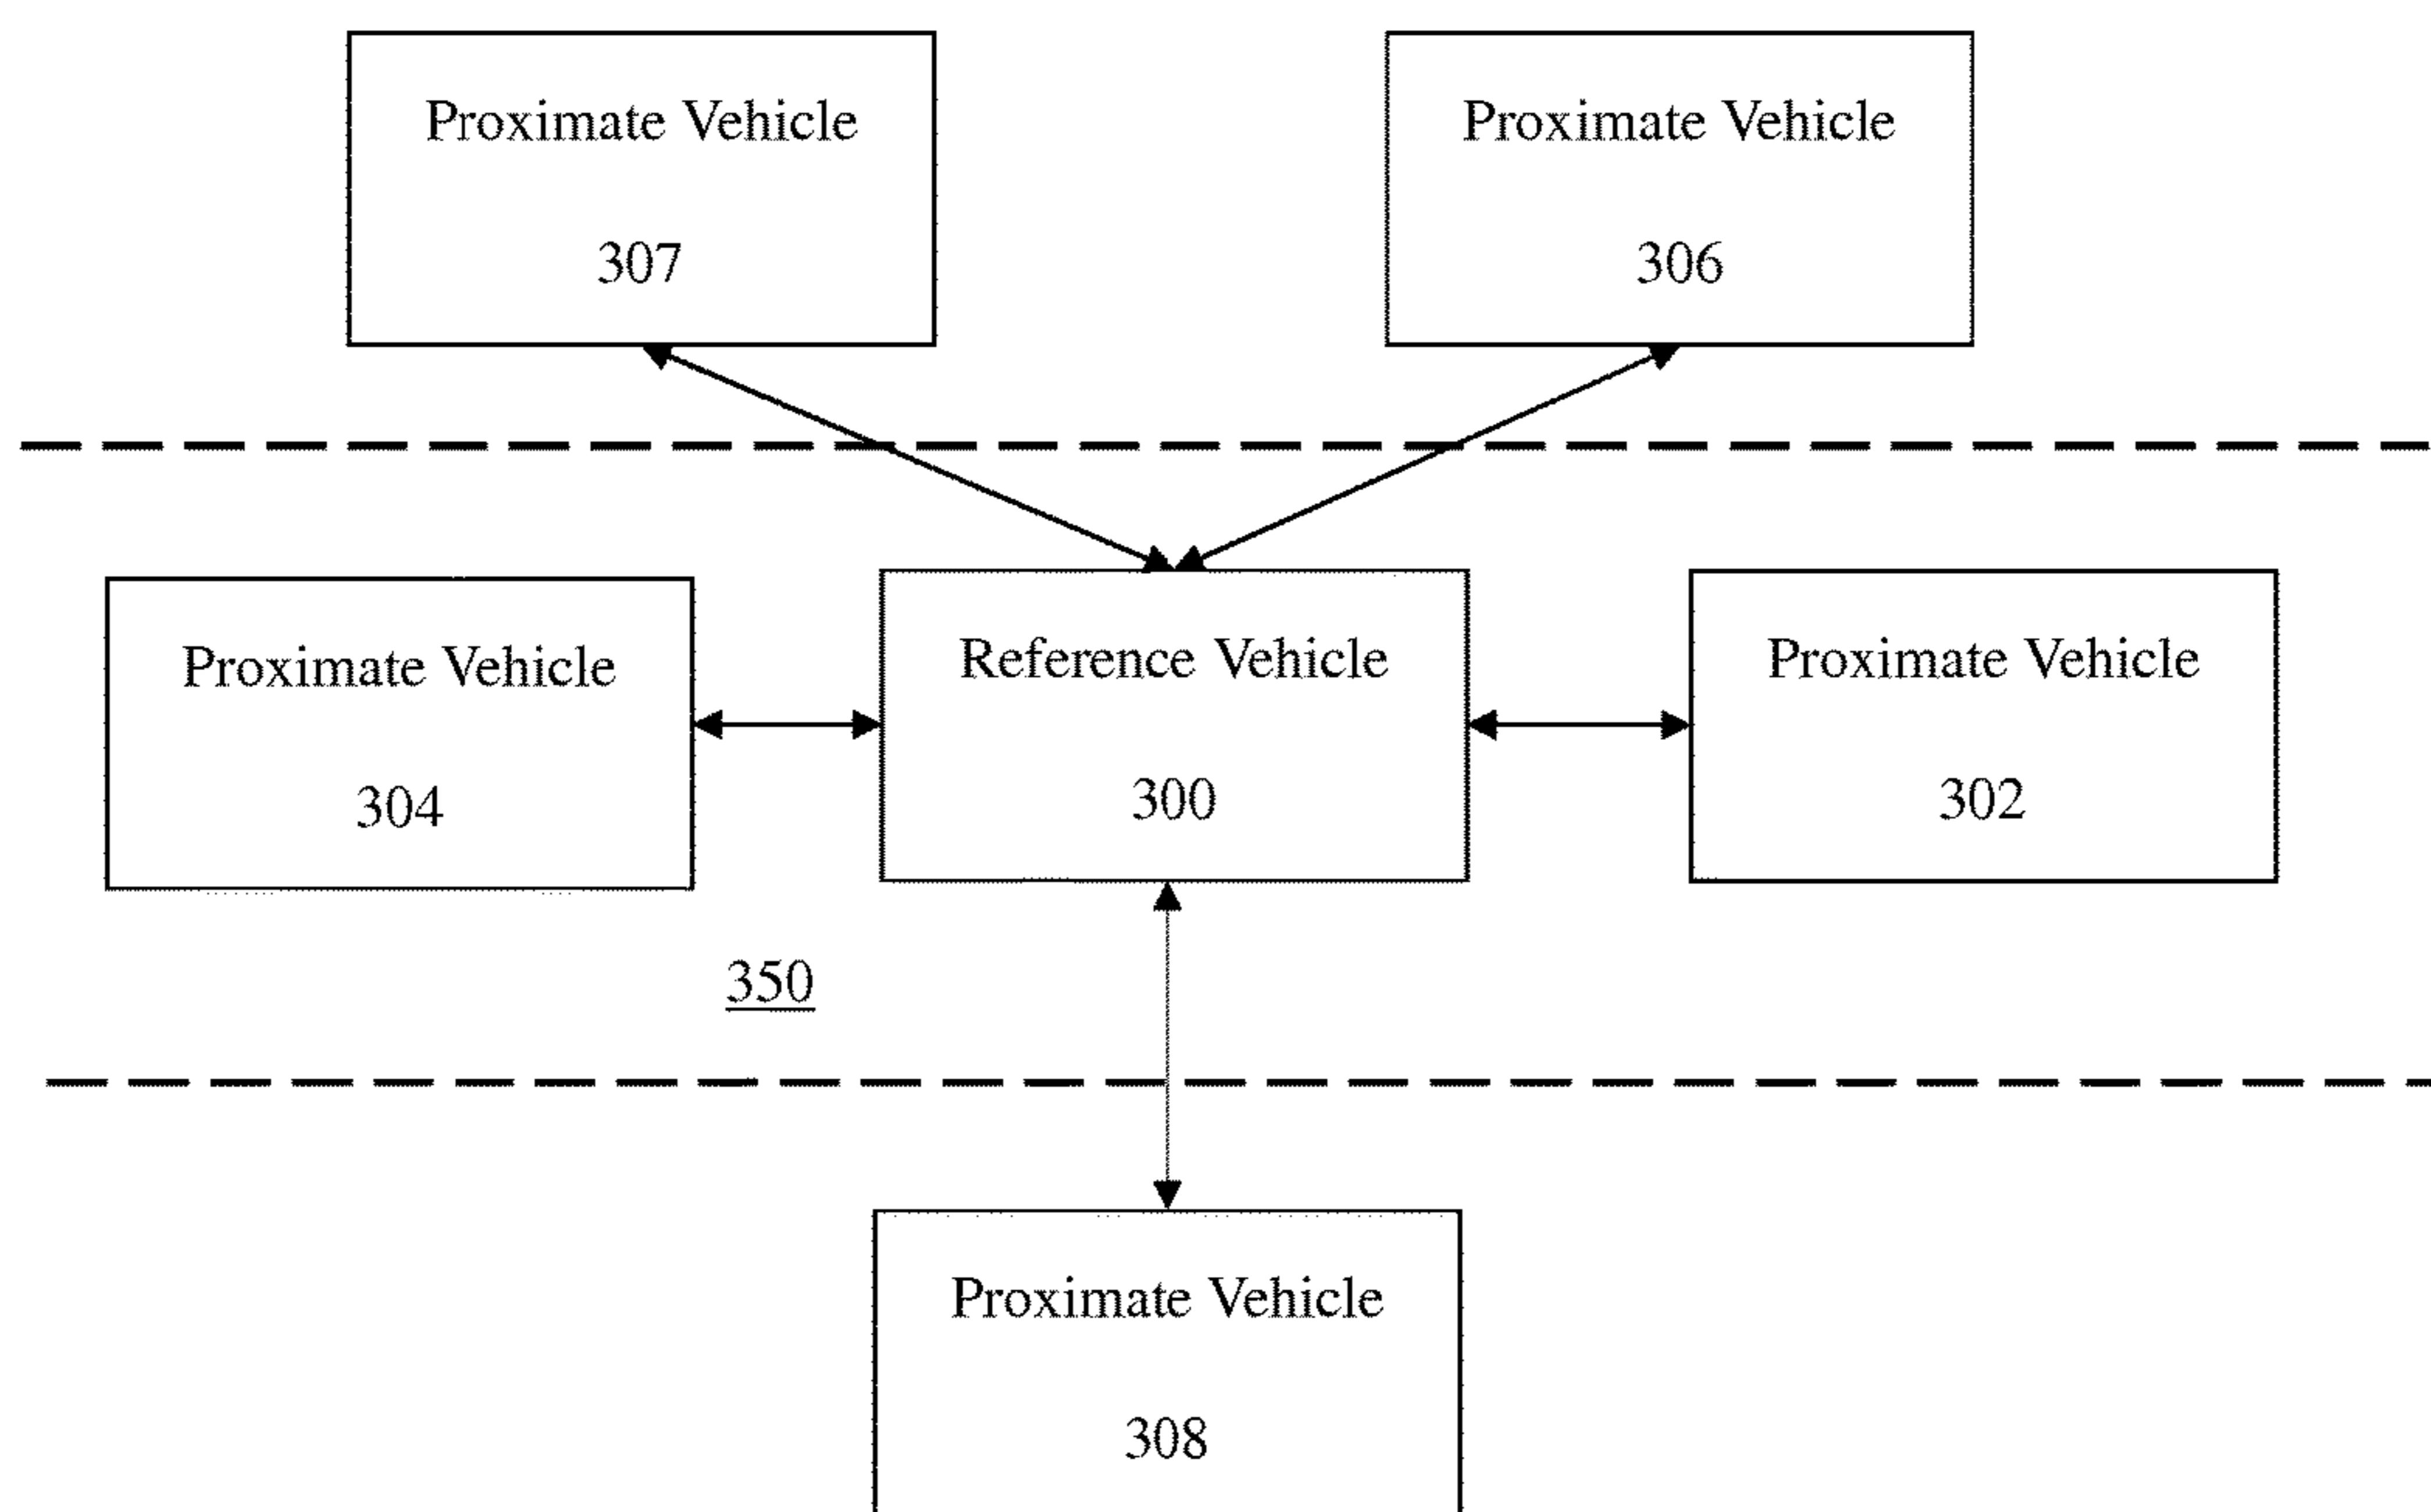 Proximate Vehicle
307
Proximate Vehicle
306
Proximate Vehicle
304
Reference Vehicle
300
Proximate Vehicle
302
350
Proximate Vehicle
308